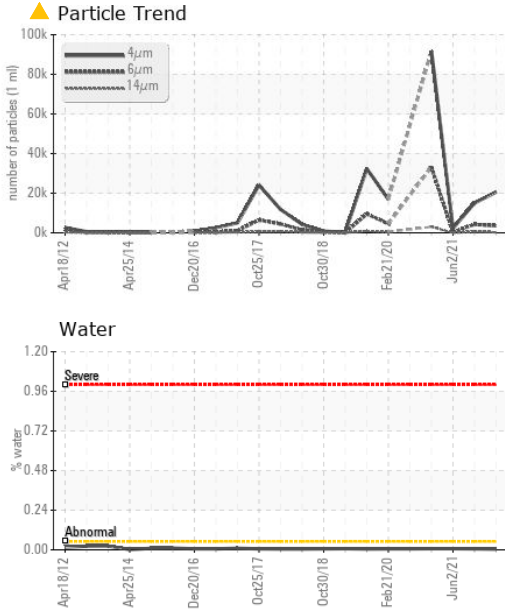 Particle Trend
number of particles (1 ml)
100k
80k
60k
40k
20k
0k
4µm
6µm
14µm
Apr18/12
Apr25/14
Dec20/16
Oct25/17
Oct30/18
Feb21/20
Jun2/21
Water
% water
1.20
0.96
0.72
0.48
0.24
0.00
Severe
Abnormal
Apr18/12
Apr25/14
Dec20/16
Oct25/17
Oct30/18
Feb21/20
Jun2/21